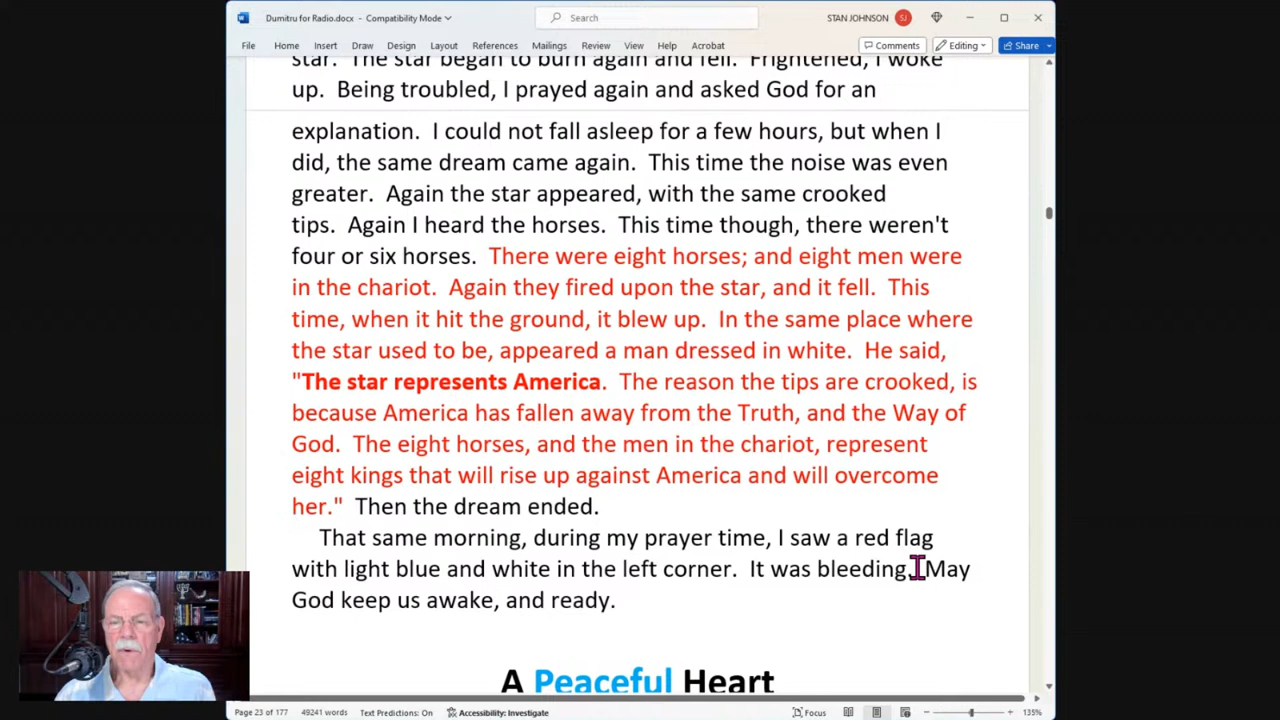 Dumitru for Radio.docx - Compatibility Mode
Search
STAN JOHNSON SJ
File Home Insert Draw Design Layout References Mailings Review View Help Acrobat Comments Editing Share
star. The star began to burn again and fell. Frightened, I woke
up. Being troubled, I prayed again and asked God for an
explanation. I could not fall asleep for a few hours, but when I
did, the same dream came again. This time the noise was even
greater. Again the star appeared, with the same crooked
tips. Again I heard the horses. This time though, there weren't
four or six horses. There were eight horses; and eight men were
in the chariot. Again they fired upon the star, and it fell. This
time, when it hit the ground, it blew up. In the same place where
the star used to be, appeared a man dressed in white. He said,
"The star represents America. The reason the tips are crooked, is
because America has fallen away from the Truth, and the Way of
God. The eight horses, and the men in the chariot, represent
eight kings that will rise up against America and will overcome
her." Then the dream ended.
That same morning, during my prayer time, I saw a red flag
with light blue and white in the left corner. It was bleeding. May
God keep us awake, and ready.
A Peaceful Heart
Page 23 of 177 49241 words Text Predictions: On Accessibility: Investigate Focus 135%